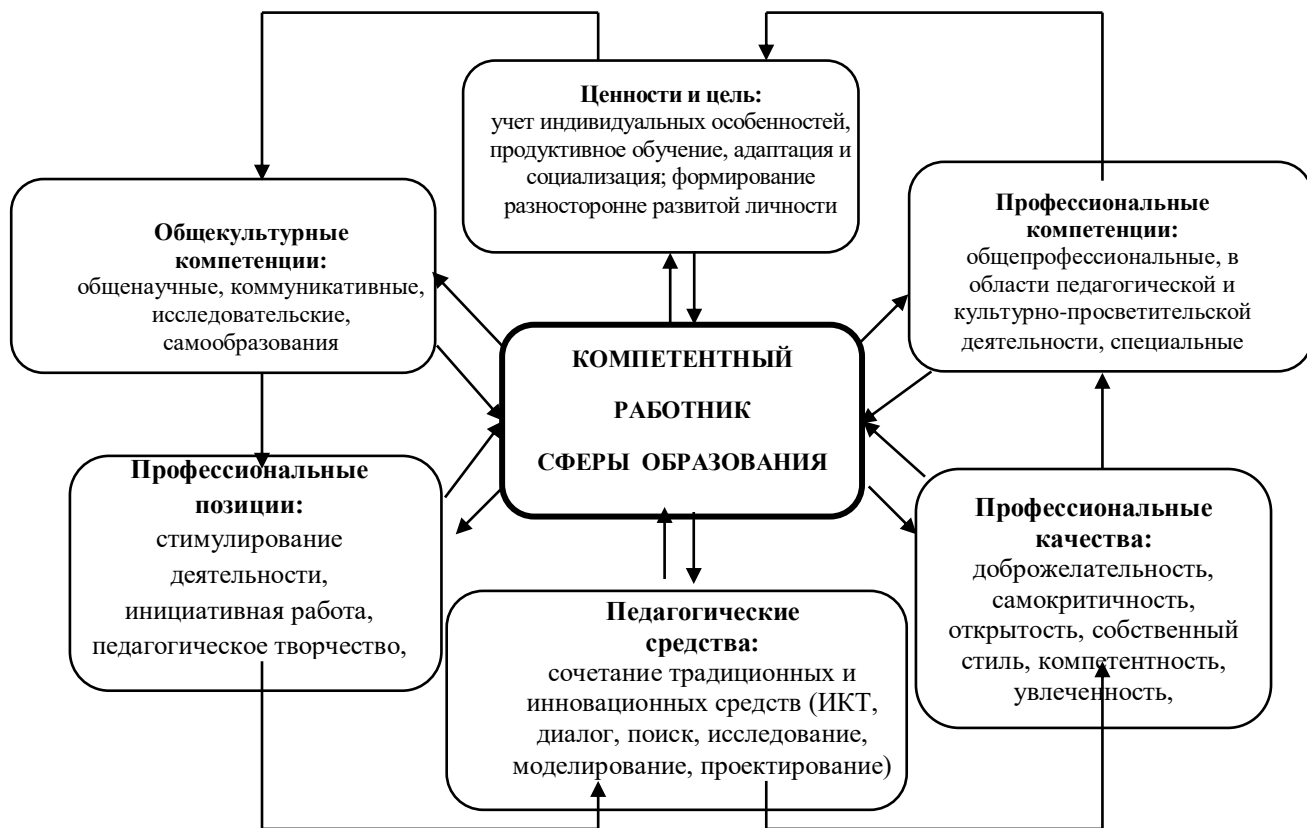 Ценности и цель:
учет индивидуальных особенностей,
продуктивное обучение, адаптация и
социализация; формирование
разносторонне развитой личности
Общекультурные
компетенции:
общенаучные, коммуникативные,
исследовательские,
самообразования
Профессиональные
компетенции:
общепрофессиональные, в
области педагогической и
культурно-просветительской
деятельности, специальные
КОМПЕТЕНТНЫЙ
РАБОТНИК
СФЕРЫ ОБРАЗОВАНИЯ
Профессиональные
позиции:
стимулирование
деятельности,
инициативная работа,
педагогическое творчество,
Педагогические
средства:
сочетание традиционных и
инновационных средств (ИКТ,
диалог, поиск, исследование,
моделирование, проектирование)
Профессиональные
качества:
доброжелательность,
самокритичность,
открытость, собственный
стиль, компетентность,
увлеченность,